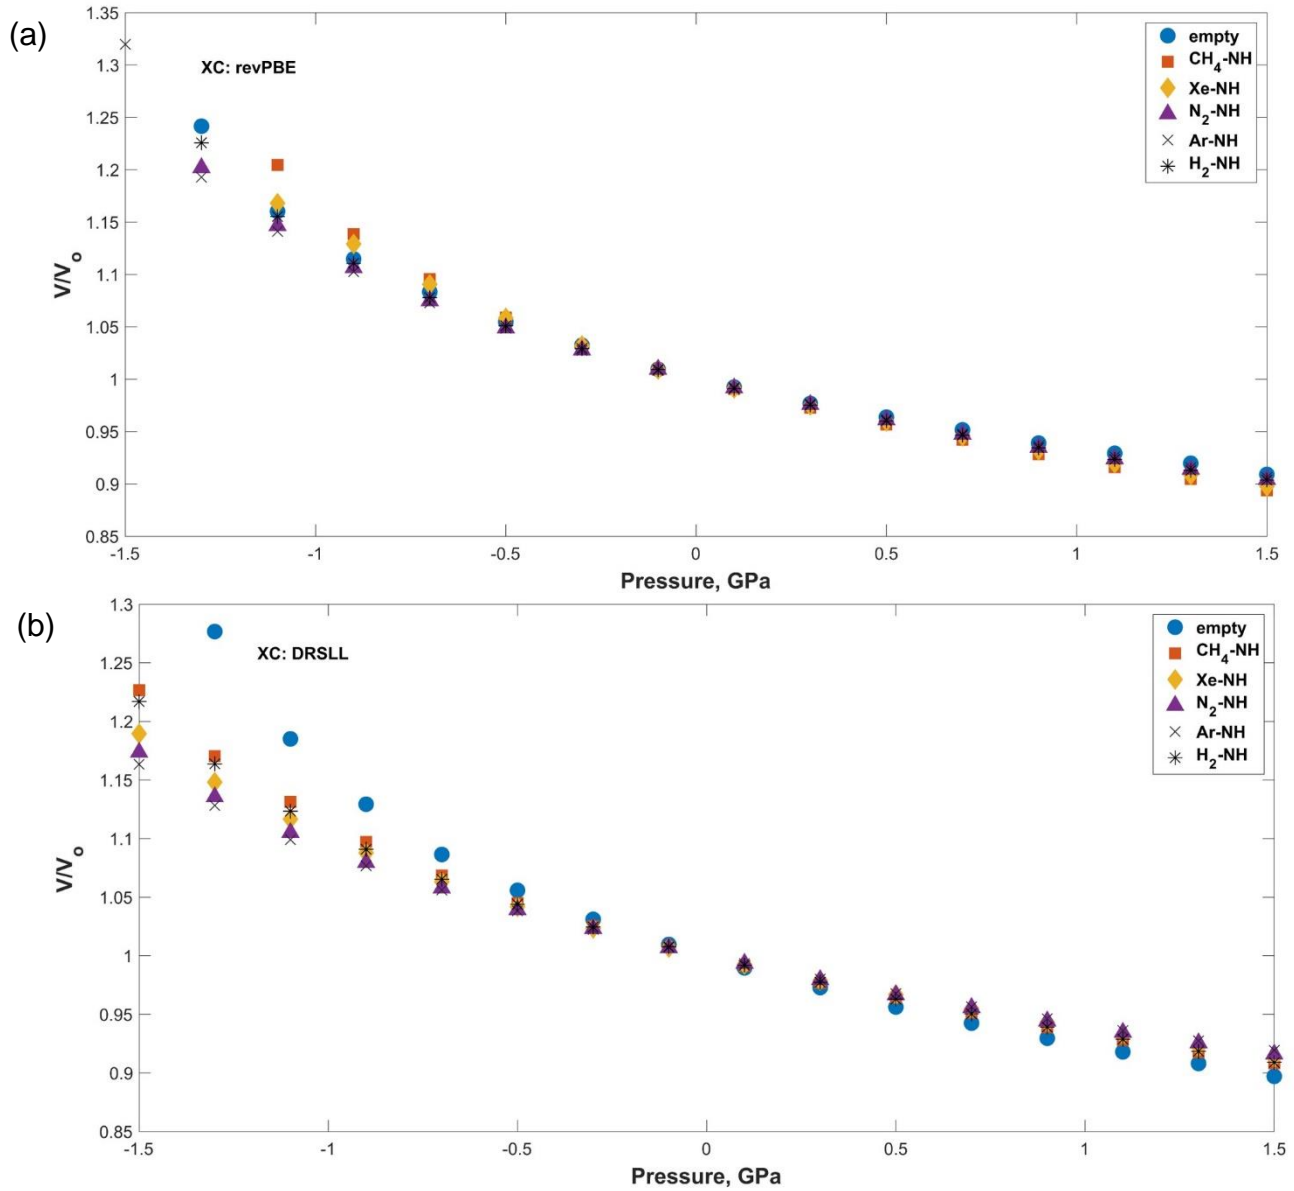 (a)
XC: revPBE
1.35
1.3
1.25
1.2
1.15
1.1
1.05
1
0.95
0.9
0.85
V/V₀
-1.5
-1
-0.5
0
0.5
1
1.5
Pressure, GPa
empty
CH₄-NH
Xe-NH
N₂-NH
Ar-NH
H₂-NH
(b)
XC: DRSLL
1.3
1.25
1.2
1.15
1.1
1.05
1
0.95
0.9
0.85
V/V₀
-1.5
-1
-0.5
0
0.5
1
1.5
Pressure, GPa
empty
CH₄-NH
Xe-NH
N₂-NH
Ar-NH
H₂-NH